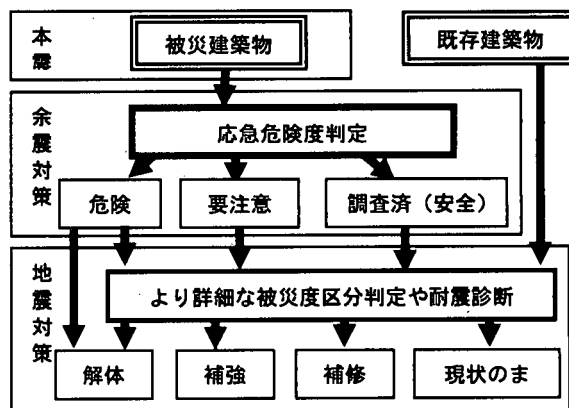 本震
被災建築物
既存建築物
余震対策
応急危険度判定
危険
要注意
調査済（安全）
地震対策
より詳細な被災度区分判定や耐震診断
解体
補強
補修
現状のま